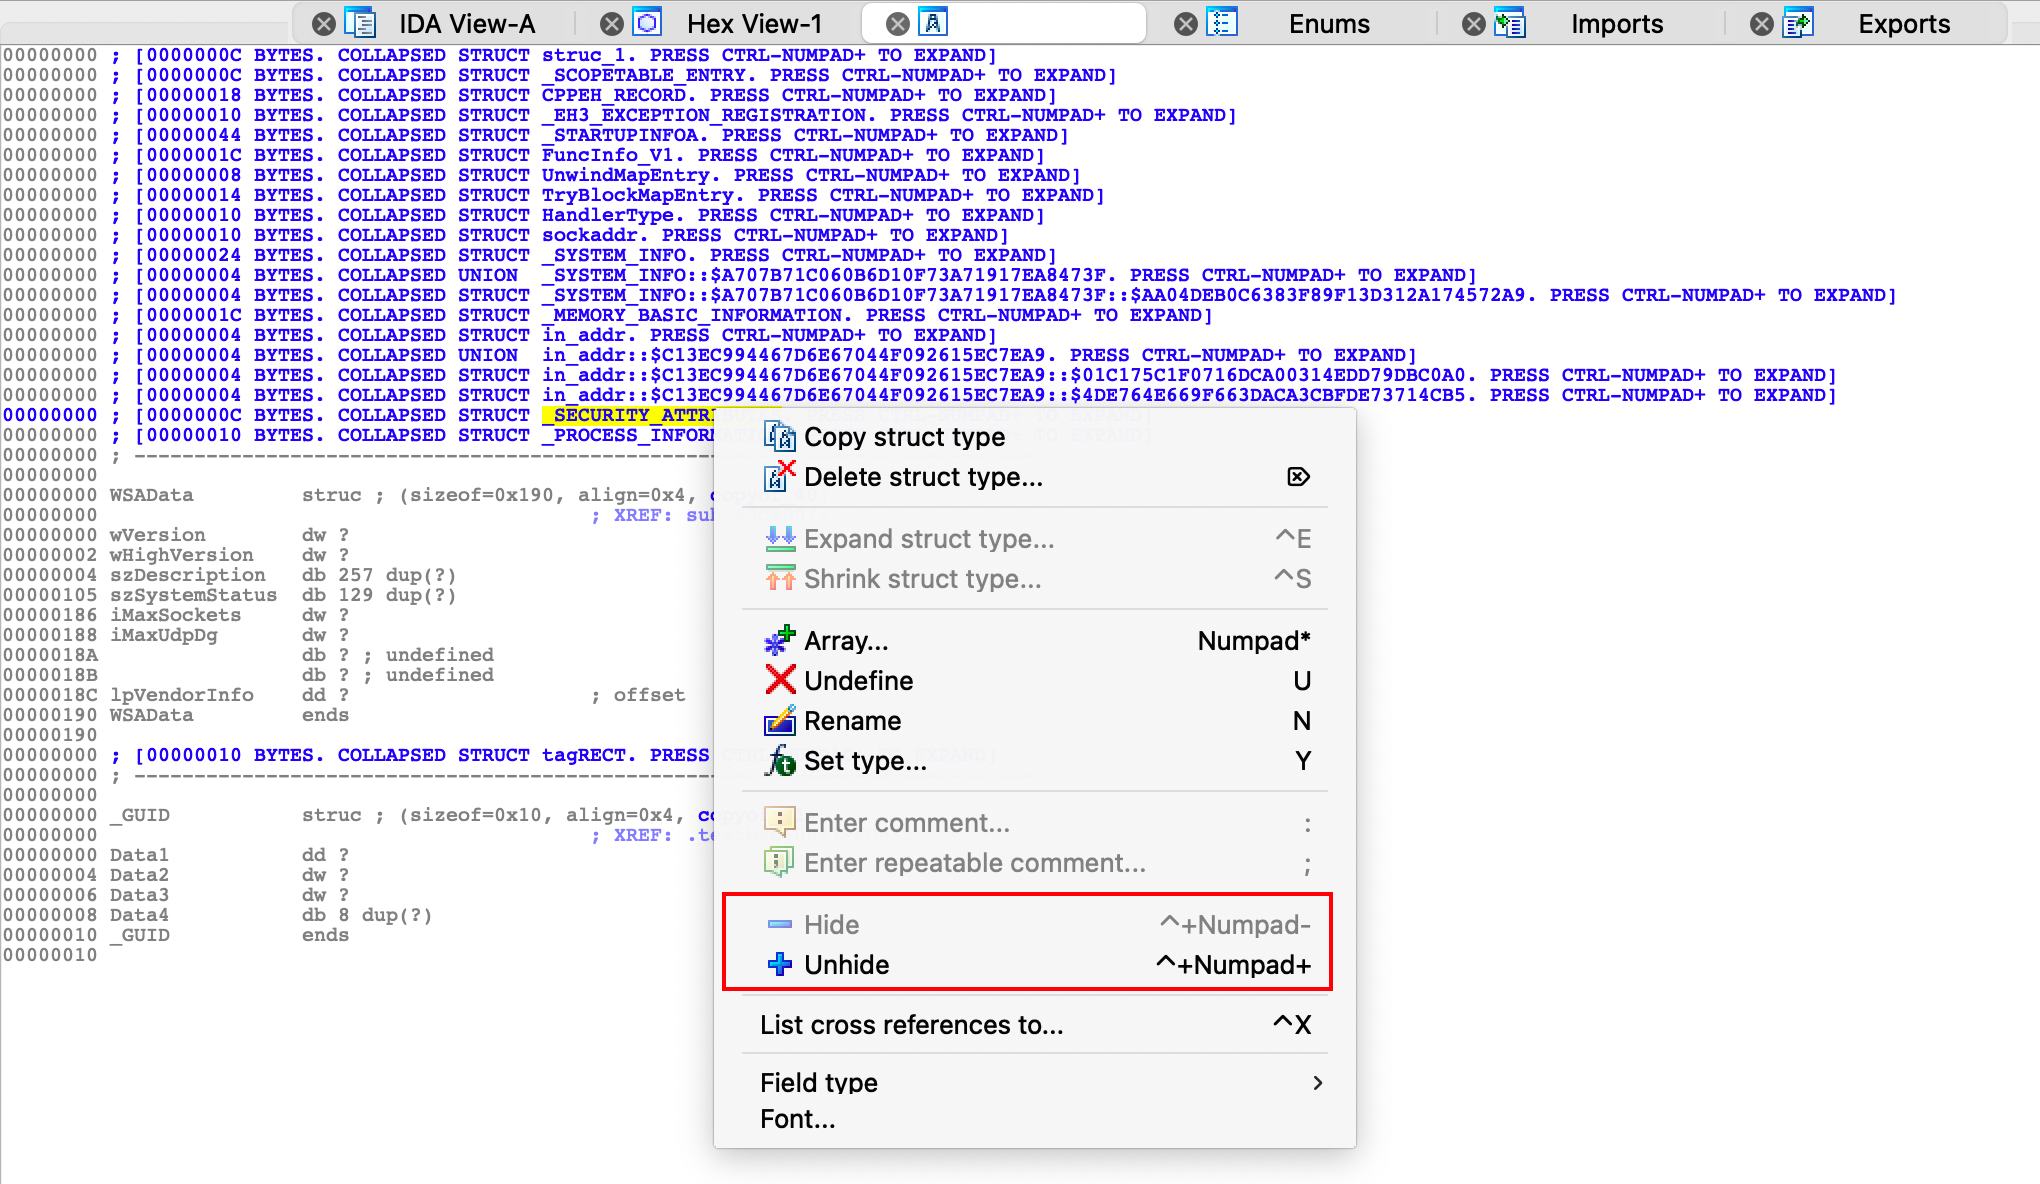 IDA View-A Hex View-1 Enums Imports Exports
00000000 ; [0000000C BYTES. COLLAPSED STRUCT struc_1. PRESS CTRL-NUMPAD+ TO EXPAND]
00000000 ; [0000000C BYTES. COLLAPSED STRUCT _SCOPETABLE_ENTRY. PRESS CTRL-NUMPAD+ TO EXPAND]
00000000 ; [00000018 BYTES. COLLAPSED STRUCT CPPEH_RECORD. PRESS CTRL-NUMPAD+ TO EXPAND]
00000000 ; [00000010 BYTES. COLLAPSED STRUCT _EH3_EXCEPTION_REGISTRATION. PRESS CTRL-NUMPAD+ TO EXPAND]
00000000 ; [00000044 BYTES. COLLAPSED STRUCT _STARTUPINFOA. PRESS CTRL-NUMPAD+ TO EXPAND]
00000000 ; [0000001C BYTES. COLLAPSED STRUCT FuncInfo_V1. PRESS CTRL-NUMPAD+ TO EXPAND]
00000000 ; [00000008 BYTES. COLLAPSED STRUCT UnwindMapEntry. PRESS CTRL-NUMPAD+ TO EXPAND]
00000000 ; [00000014 BYTES. COLLAPSED STRUCT TryBlockMapEntry. PRESS CTRL-NUMPAD+ TO EXPAND]
00000000 ; [00000010 BYTES. COLLAPSED STRUCT HandlerType. PRESS CTRL-NUMPAD+ TO EXPAND]
00000000 ; [00000010 BYTES. COLLAPSED STRUCT sockaddr. PRESS CTRL-NUMPAD+ TO EXPAND]
00000000 ; [00000024 BYTES. COLLAPSED STRUCT _SYSTEM_INFO. PRESS CTRL-NUMPAD+ TO EXPAND]
00000000 ; [00000004 BYTES. COLLAPSED UNION _SYSTEM_INFO::$A707B71C060B6D10F73A71917EA8473F. PRESS CTRL-NUMPAD+ TO EXPAND]
00000000 ; [00000004 BYTES. COLLAPSED STRUCT _SYSTEM_INFO::$A707B71C060B6D10F73A71917EA8473F::$AA04DEB0C6383F89F13D312A174572A9. PRESS CTRL-NUMPAD+ TO EXPAND]
00000000 ; [0000001C BYTES. COLLAPSED STRUCT _MEMORY_BASIC_INFORMATION. PRESS CTRL-NUMPAD+ TO EXPAND]
00000000 ; [00000004 BYTES. COLLAPSED STRUCT in_addr. PRESS CTRL-NUMPAD+ TO EXPAND]
00000000 ; [00000004 BYTES. COLLAPSED UNION in_addr::$C13EC994467D6E67044F092615EC7EA9. PRESS CTRL-NUMPAD+ TO EXPAND]
00000000 ; [00000004 BYTES. COLLAPSED STRUCT in_addr::$C13EC994467D6E67044F092615EC7EA9::$01C175C1F0716DCA00314EDD79DBC0A0. PRESS CTRL-NUMPAD+ TO EXPAND]
00000000 ; [00000004 BYTES. COLLAPSED STRUCT in_addr::$C13EC994467D6E67044F092615EC7EA9::$4DE764E669F663DACA3CBFDE73714CB5. PRESS CTRL-NUMPAD+ TO EXPAND]
00000000 ; [0000000C BYTES. COLLAPSED STRUCT _SECURITY_ATTRI
00000000 ; [00000010 BYTES. COLLAPSED STRUCT _PROCESS_INFORM
00000000 ; ------------------------------------------------
00000000
00000000 WSAData struc ; (sizeof=0x190, align=0x4,
00000000 ; XREF: su
00000000 wVersion dw ?
00000002 wHighVersion dw ?
00000004 szDescription db 257 dup(?)
00000105 szSystemStatus db 129 dup(?)
00000186 iMaxSockets dw ?
00000188 iMaxUdpDg dw ?
0000018A db ? ; undefined
0000018B db ? ; undefined
0000018C lpVendorInfo dd ? ; offset
00000190 WSAData ends
00000190
00000000 ; [00000010 BYTES. COLLAPSED STRUCT tagRECT. PRESS
00000000 ; ------------------------------------------------
00000000
00000000 _GUID struc ; (sizeof=0x10, align=0x4, co
00000000 ; XREF: .te
00000000 Data1 dd ?
00000004 Data2 dw ?
00000006 Data3 dw ?
00000008 Data4 db 8 dup(?)
00000010 _GUID ends
00000010
Copy struct type
Delete struct type...
Expand struct type... ^E
Shrink struct type... ^S
Array... Numpad*
Undefine U
Rename N
Set type... Y
Enter comment... :
Enter repeatable comment... ;
Hide ^+Numpad-
Unhide ^+Numpad+
List cross references to... ^X
Field type
Font...